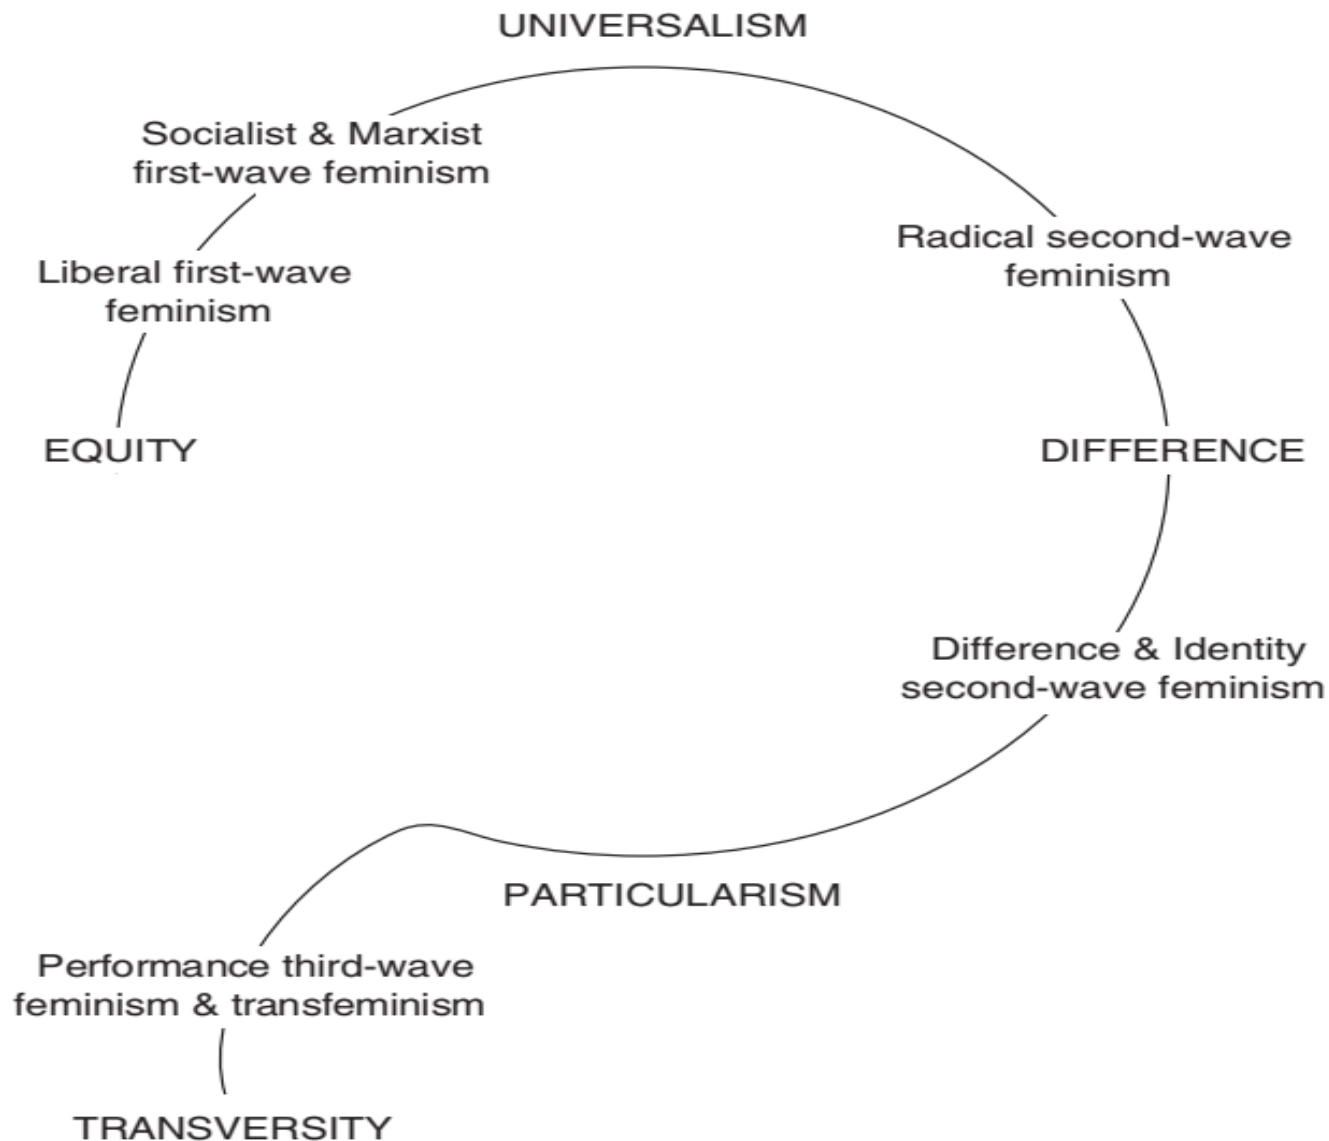 UNIVERSALISM
Socialist & Marxist
first-wave feminism
Radical second-wave
feminism
Liberal first-wave
feminism
EQUITY
DIFFERENCE
Difference & Identity
second-wave feminism
PARTICULARISM
Performance third-wave
feminism & transfeminism
TRANSVERSITY